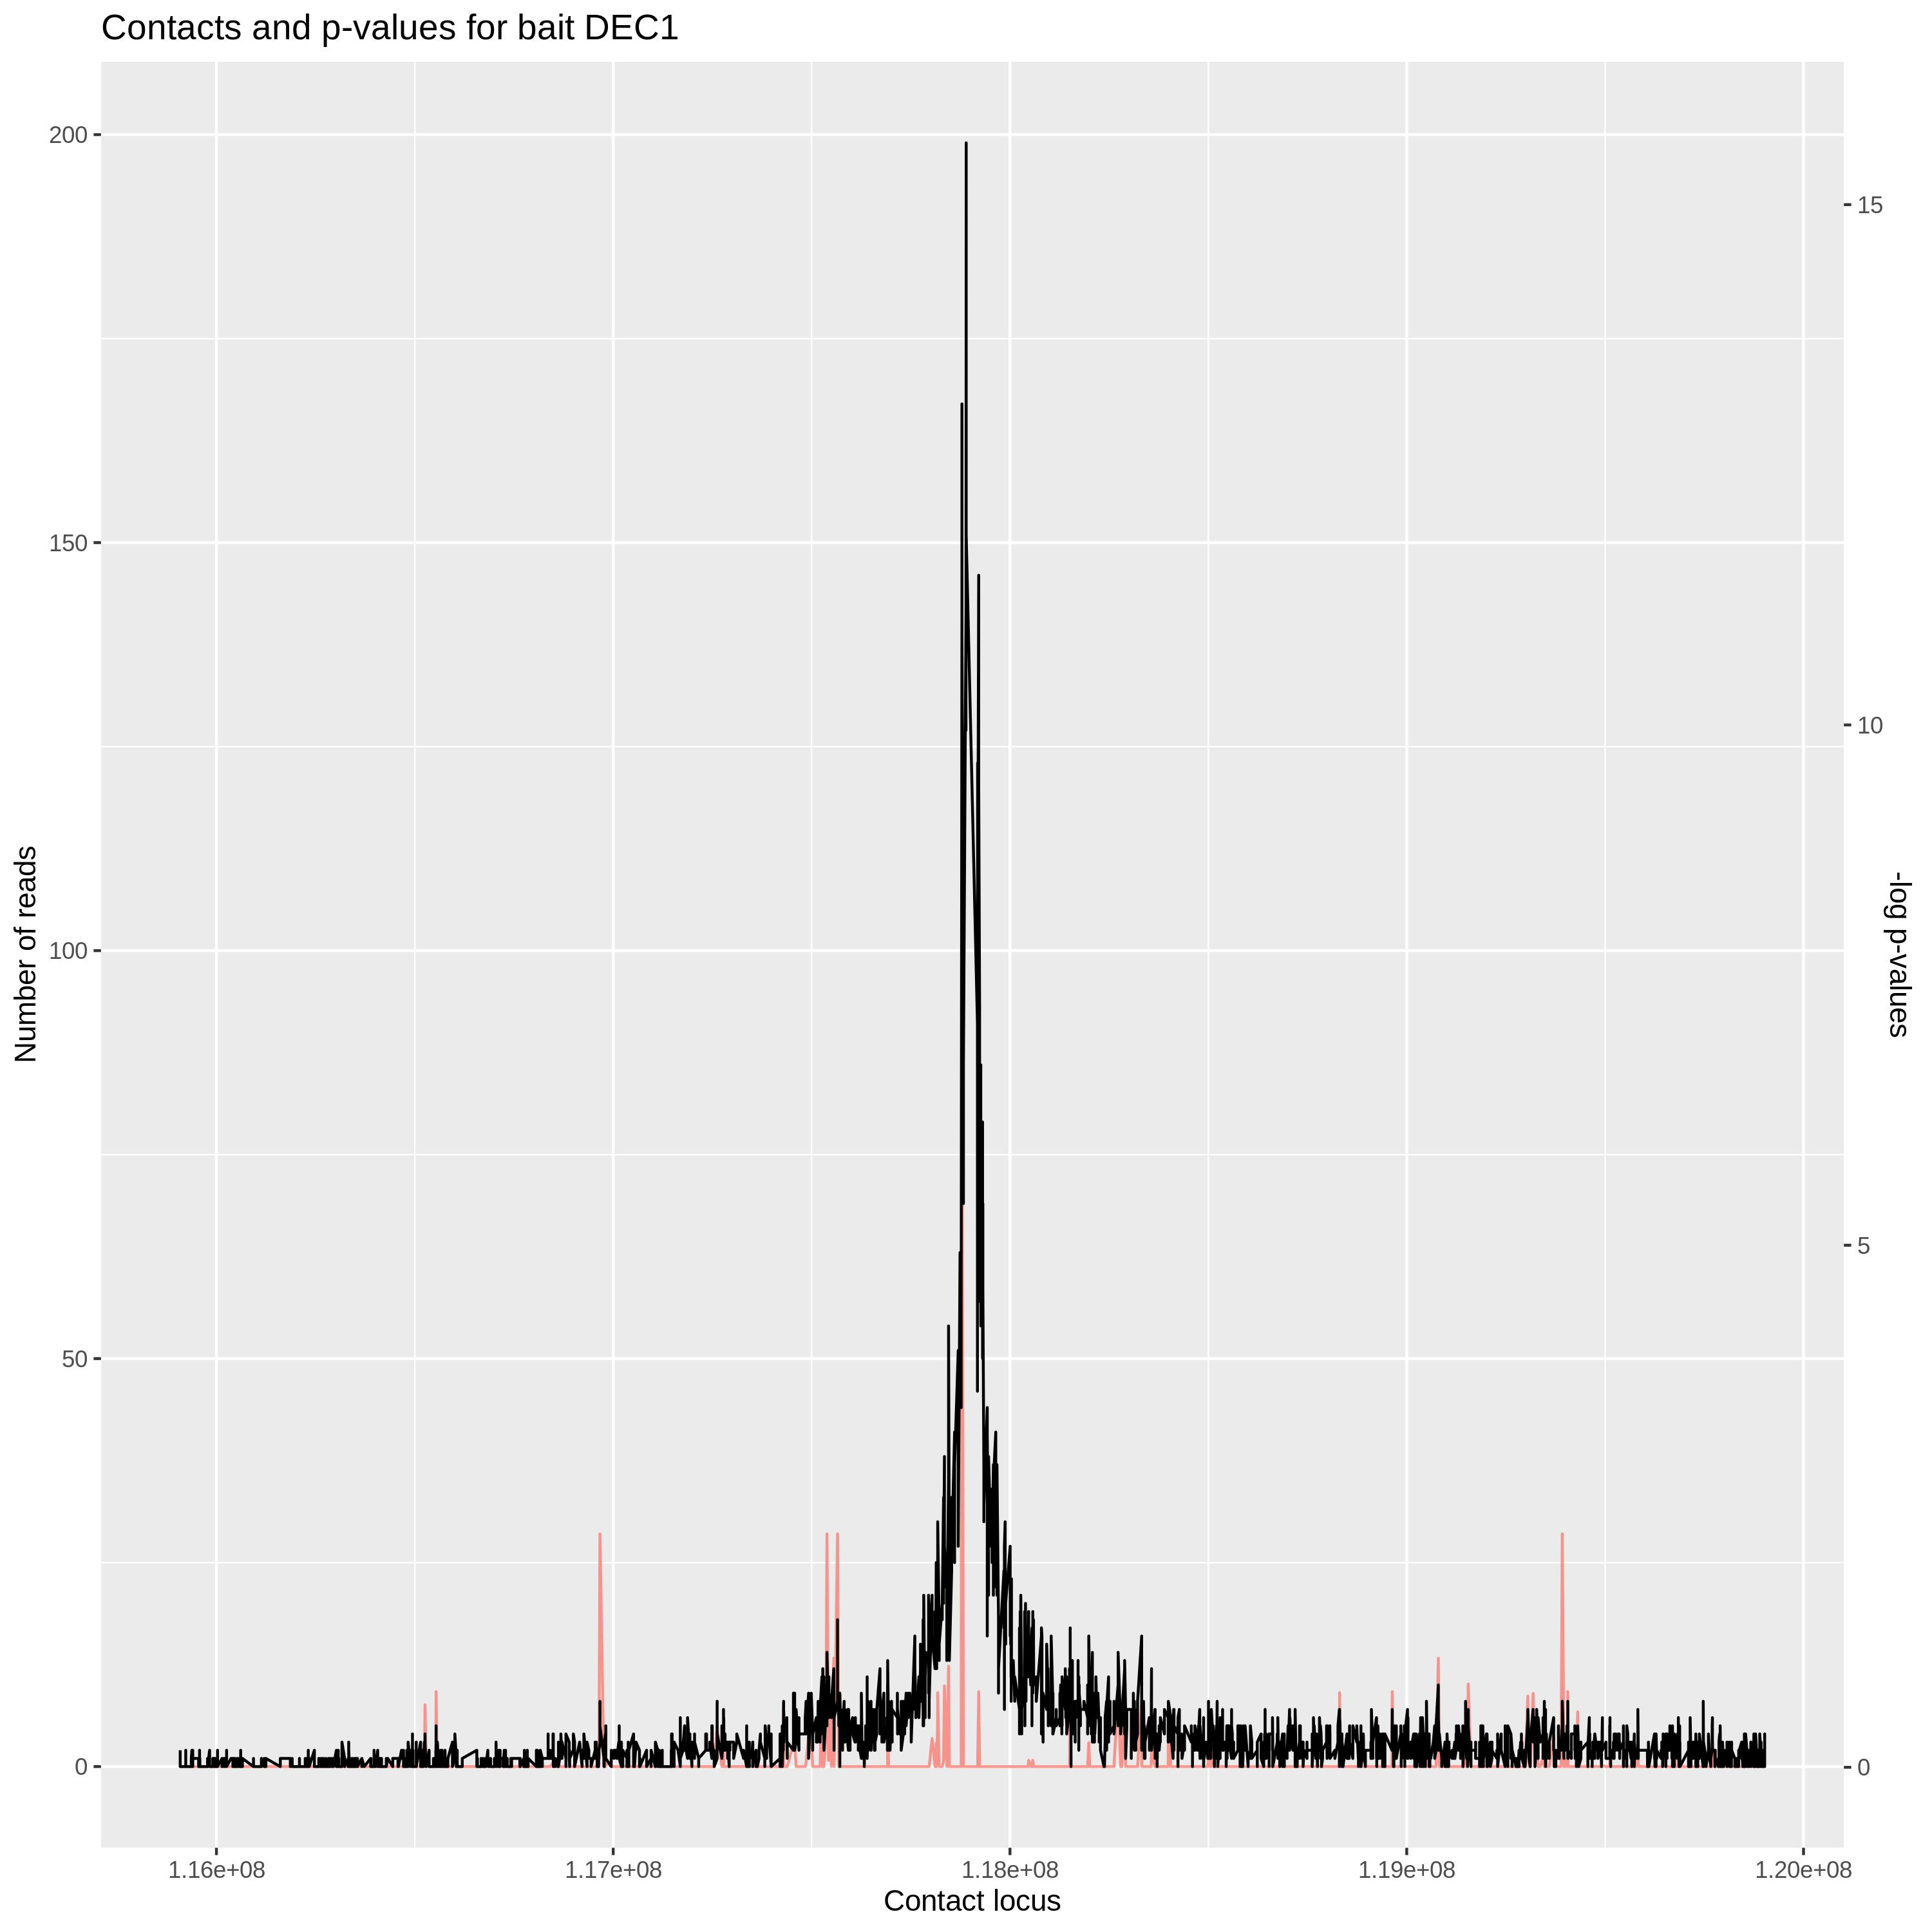 Contacts and p-values for bait DEC1
200
150
100
50
0
Number of reads
15
10
5
0
-log p-values
1.16e+08
1.17e+08
1.18e+08
1.19e+08
1.20e+08
Contact locus